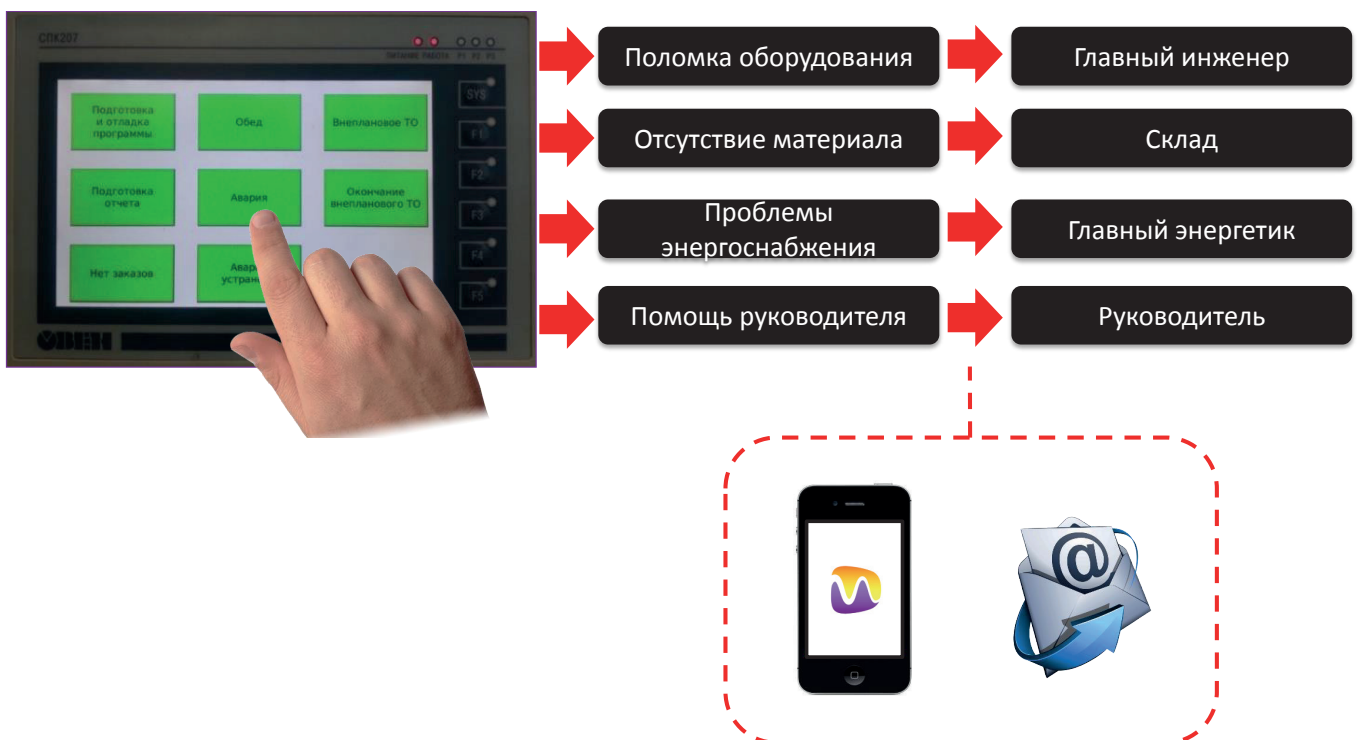 СПК207
ПИТАНИЕ РАБОТА F1 F2 F3
Подготовка
и отладка
программы
Обед
Внеплановое ТО
Подготовка
отчета
Авария
Окончание
внепланового ТО
Нет заказов
SYS
F1
F2
F3
F4
F5
ОВЕН
Поломка оборудования
Главный инженер
Отсутствие материала
Склад
Проблемы
энергоснабжения
Главный энергетик
Помощь руководителя
Руководитель
@